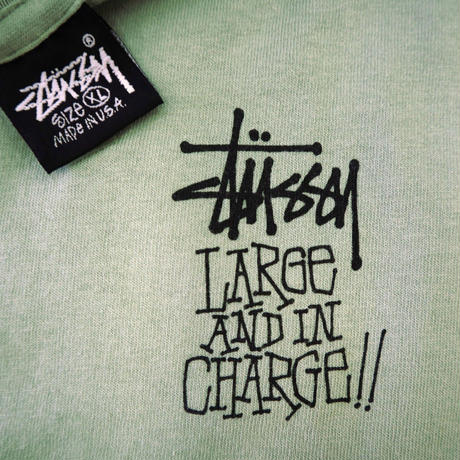 STÜSSY ®
SIZE XL
MADE IN U.S.A.
STÜSSY
LARGE
AND IN
CHARGE!!